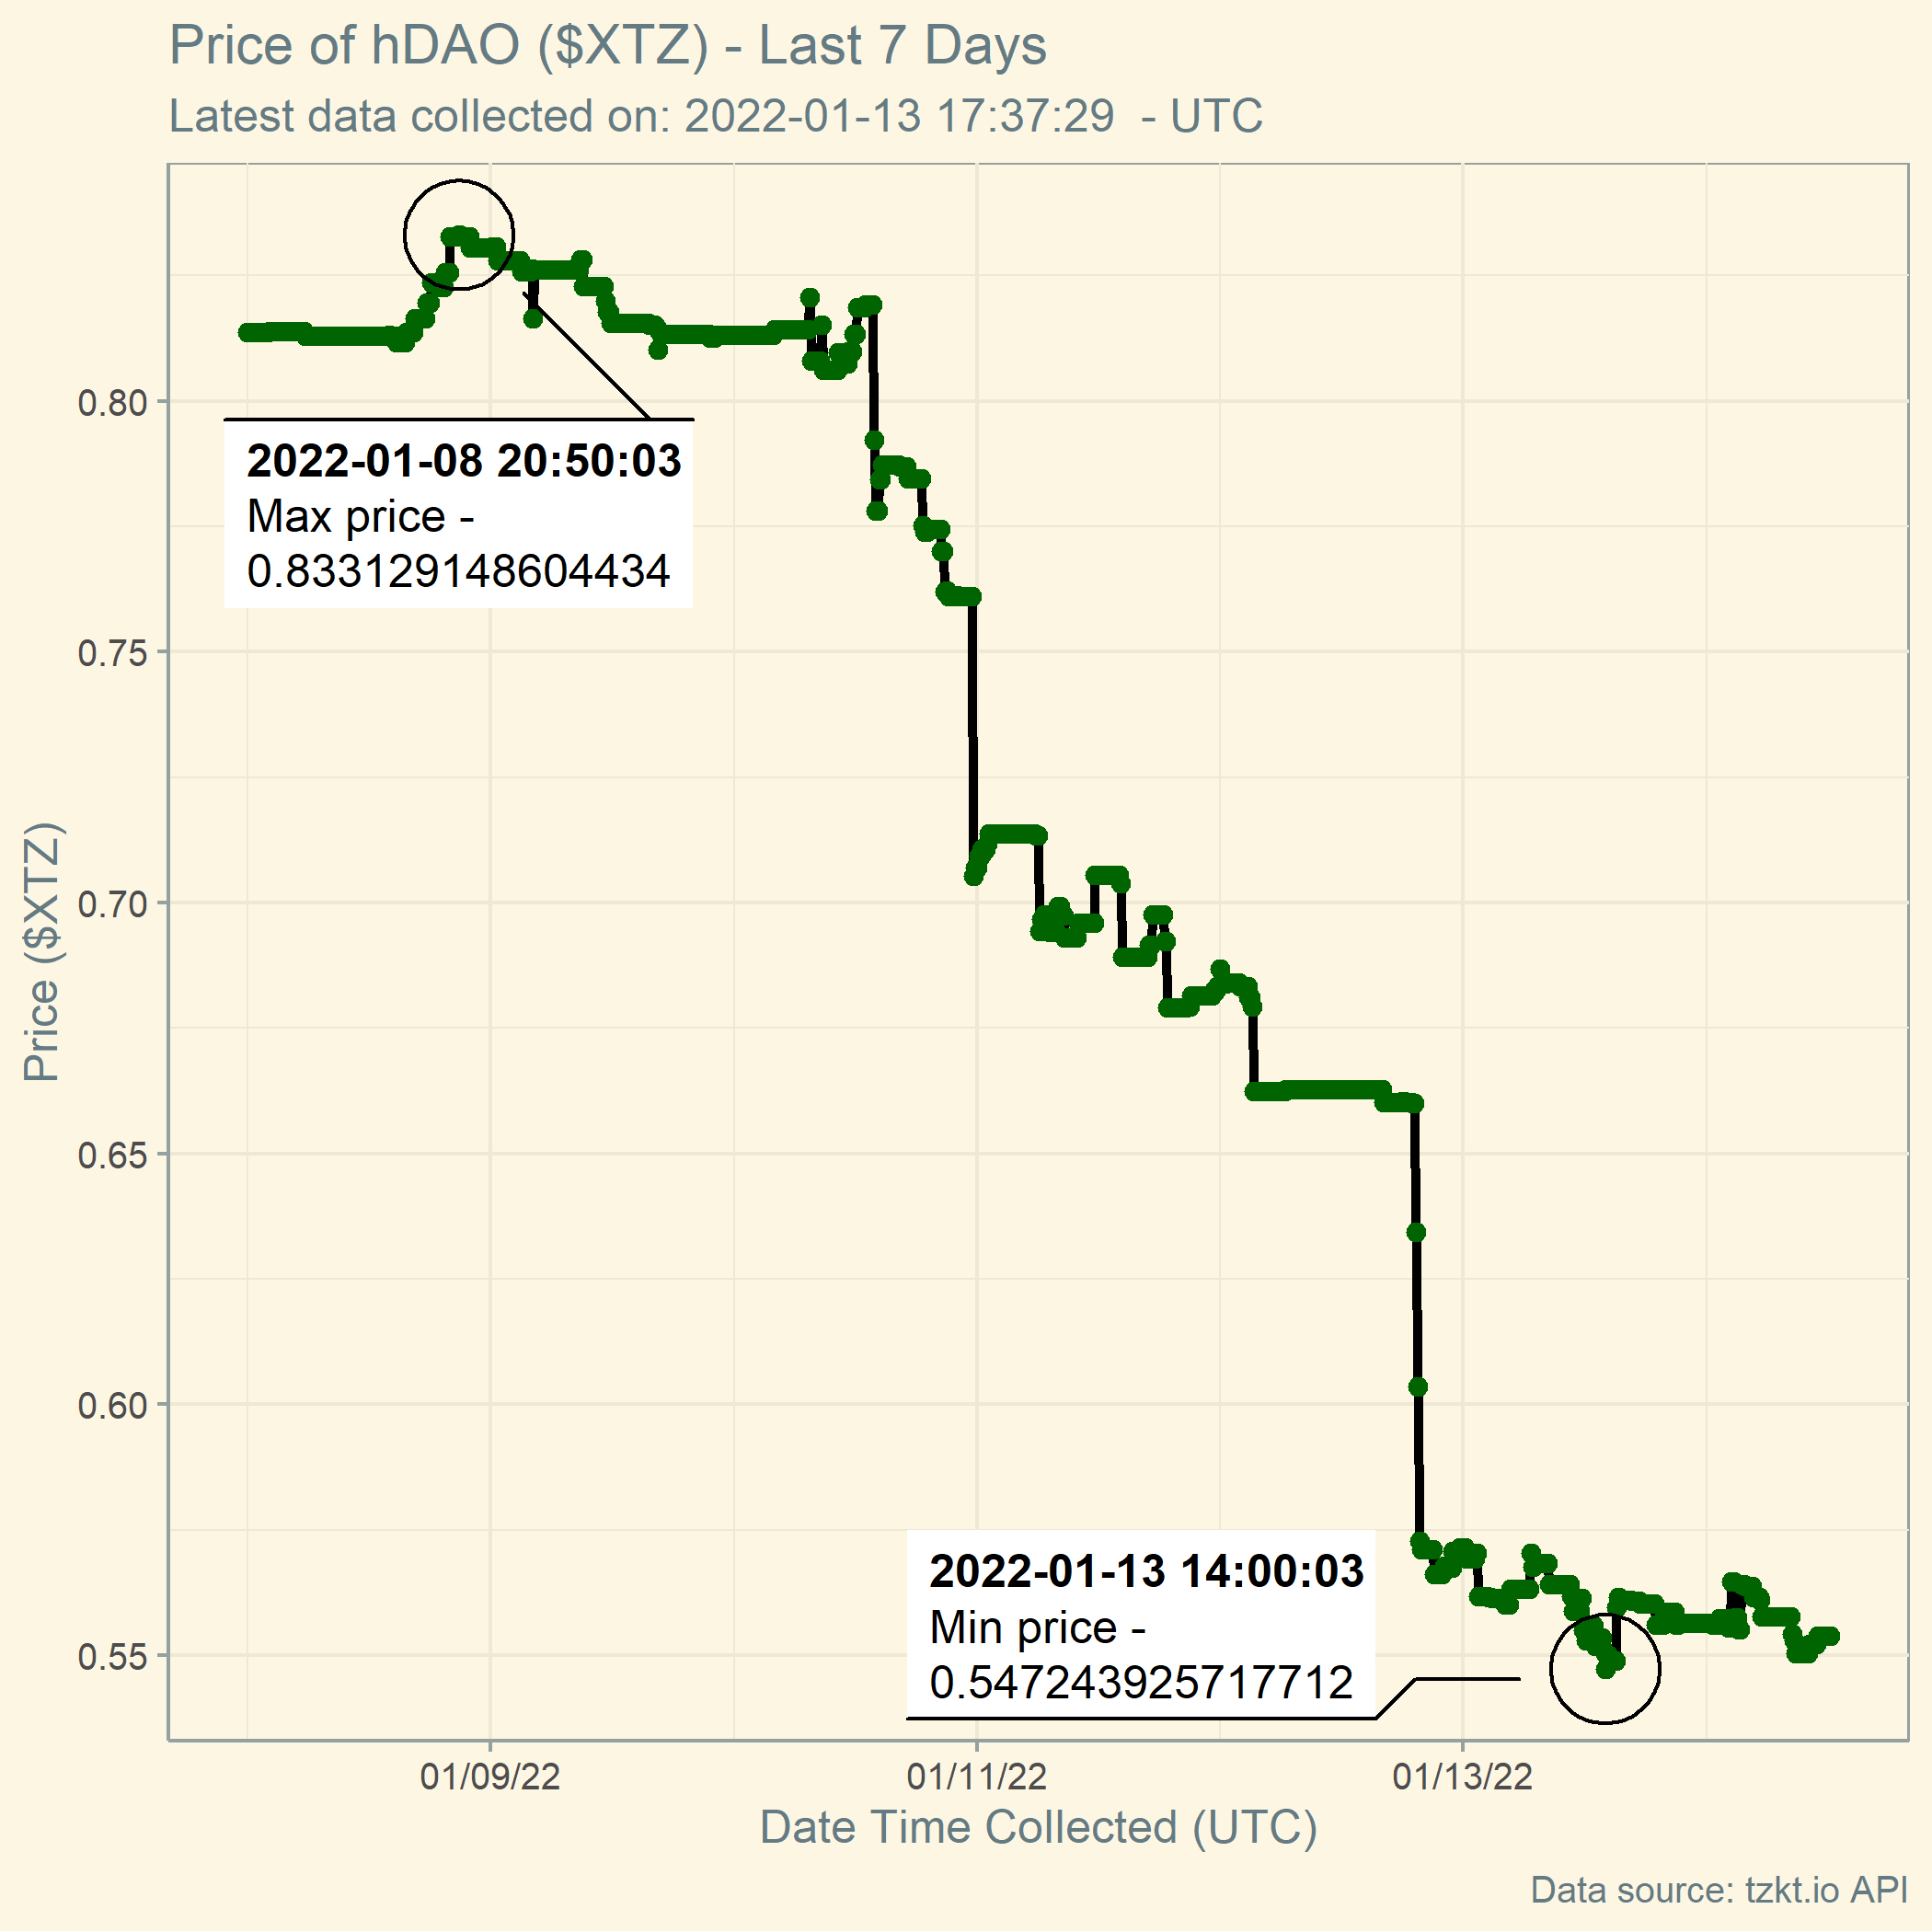 Price of hDAO ($XTZ) - Last 7 Days
Latest data collected on: 2022-01-13 17:37:29  - UTC
0.80
0.75
0.70
0.65
0.60
0.55
Price ($XTZ)
2022-01-08 20:50:03
Max price -
0.833129148604434
2022-01-13 14:00:03
Min price -
0.547243925717712
01/09/22
01/11/22
01/13/22
Date Time Collected (UTC)
Data source: tzkt.io API